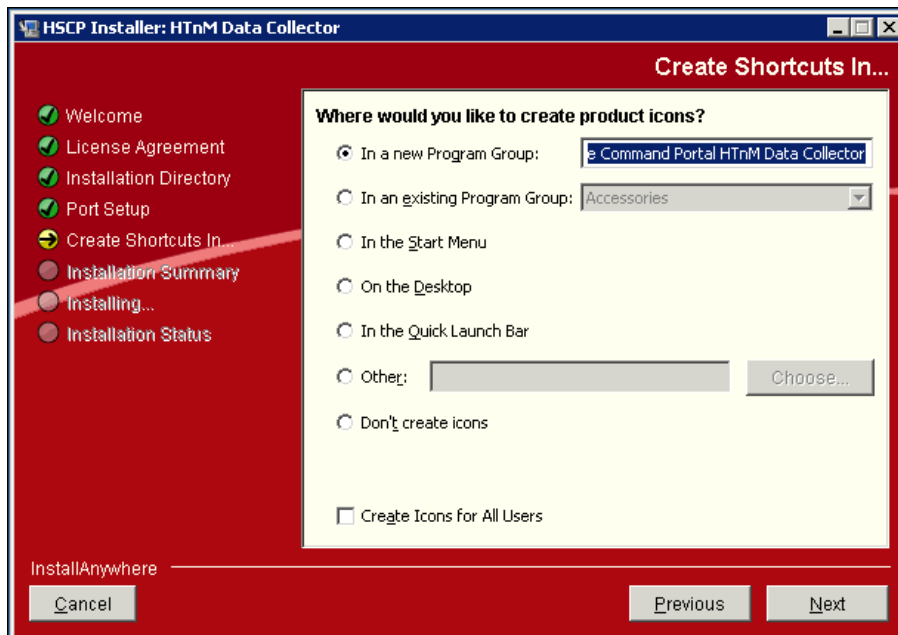 HSCP Installer: HTnM Data Collector
Create Shortcuts In...
Welcome
License Agreement
Installation Directory
Port Setup
Create Shortcuts In...
Installation Summary
Installing...
Installation Status
Where would you like to create product icons?
In a new Program Group: e Command Portal HTnM Data Collector
In an existing Program Group: Accessories
In the Start Menu
On the Desktop
In the Quick Launch Bar
Other: Choose...
Don't create icons
Create Icons for All Users
InstallAnywhere
Cancel Previous Next